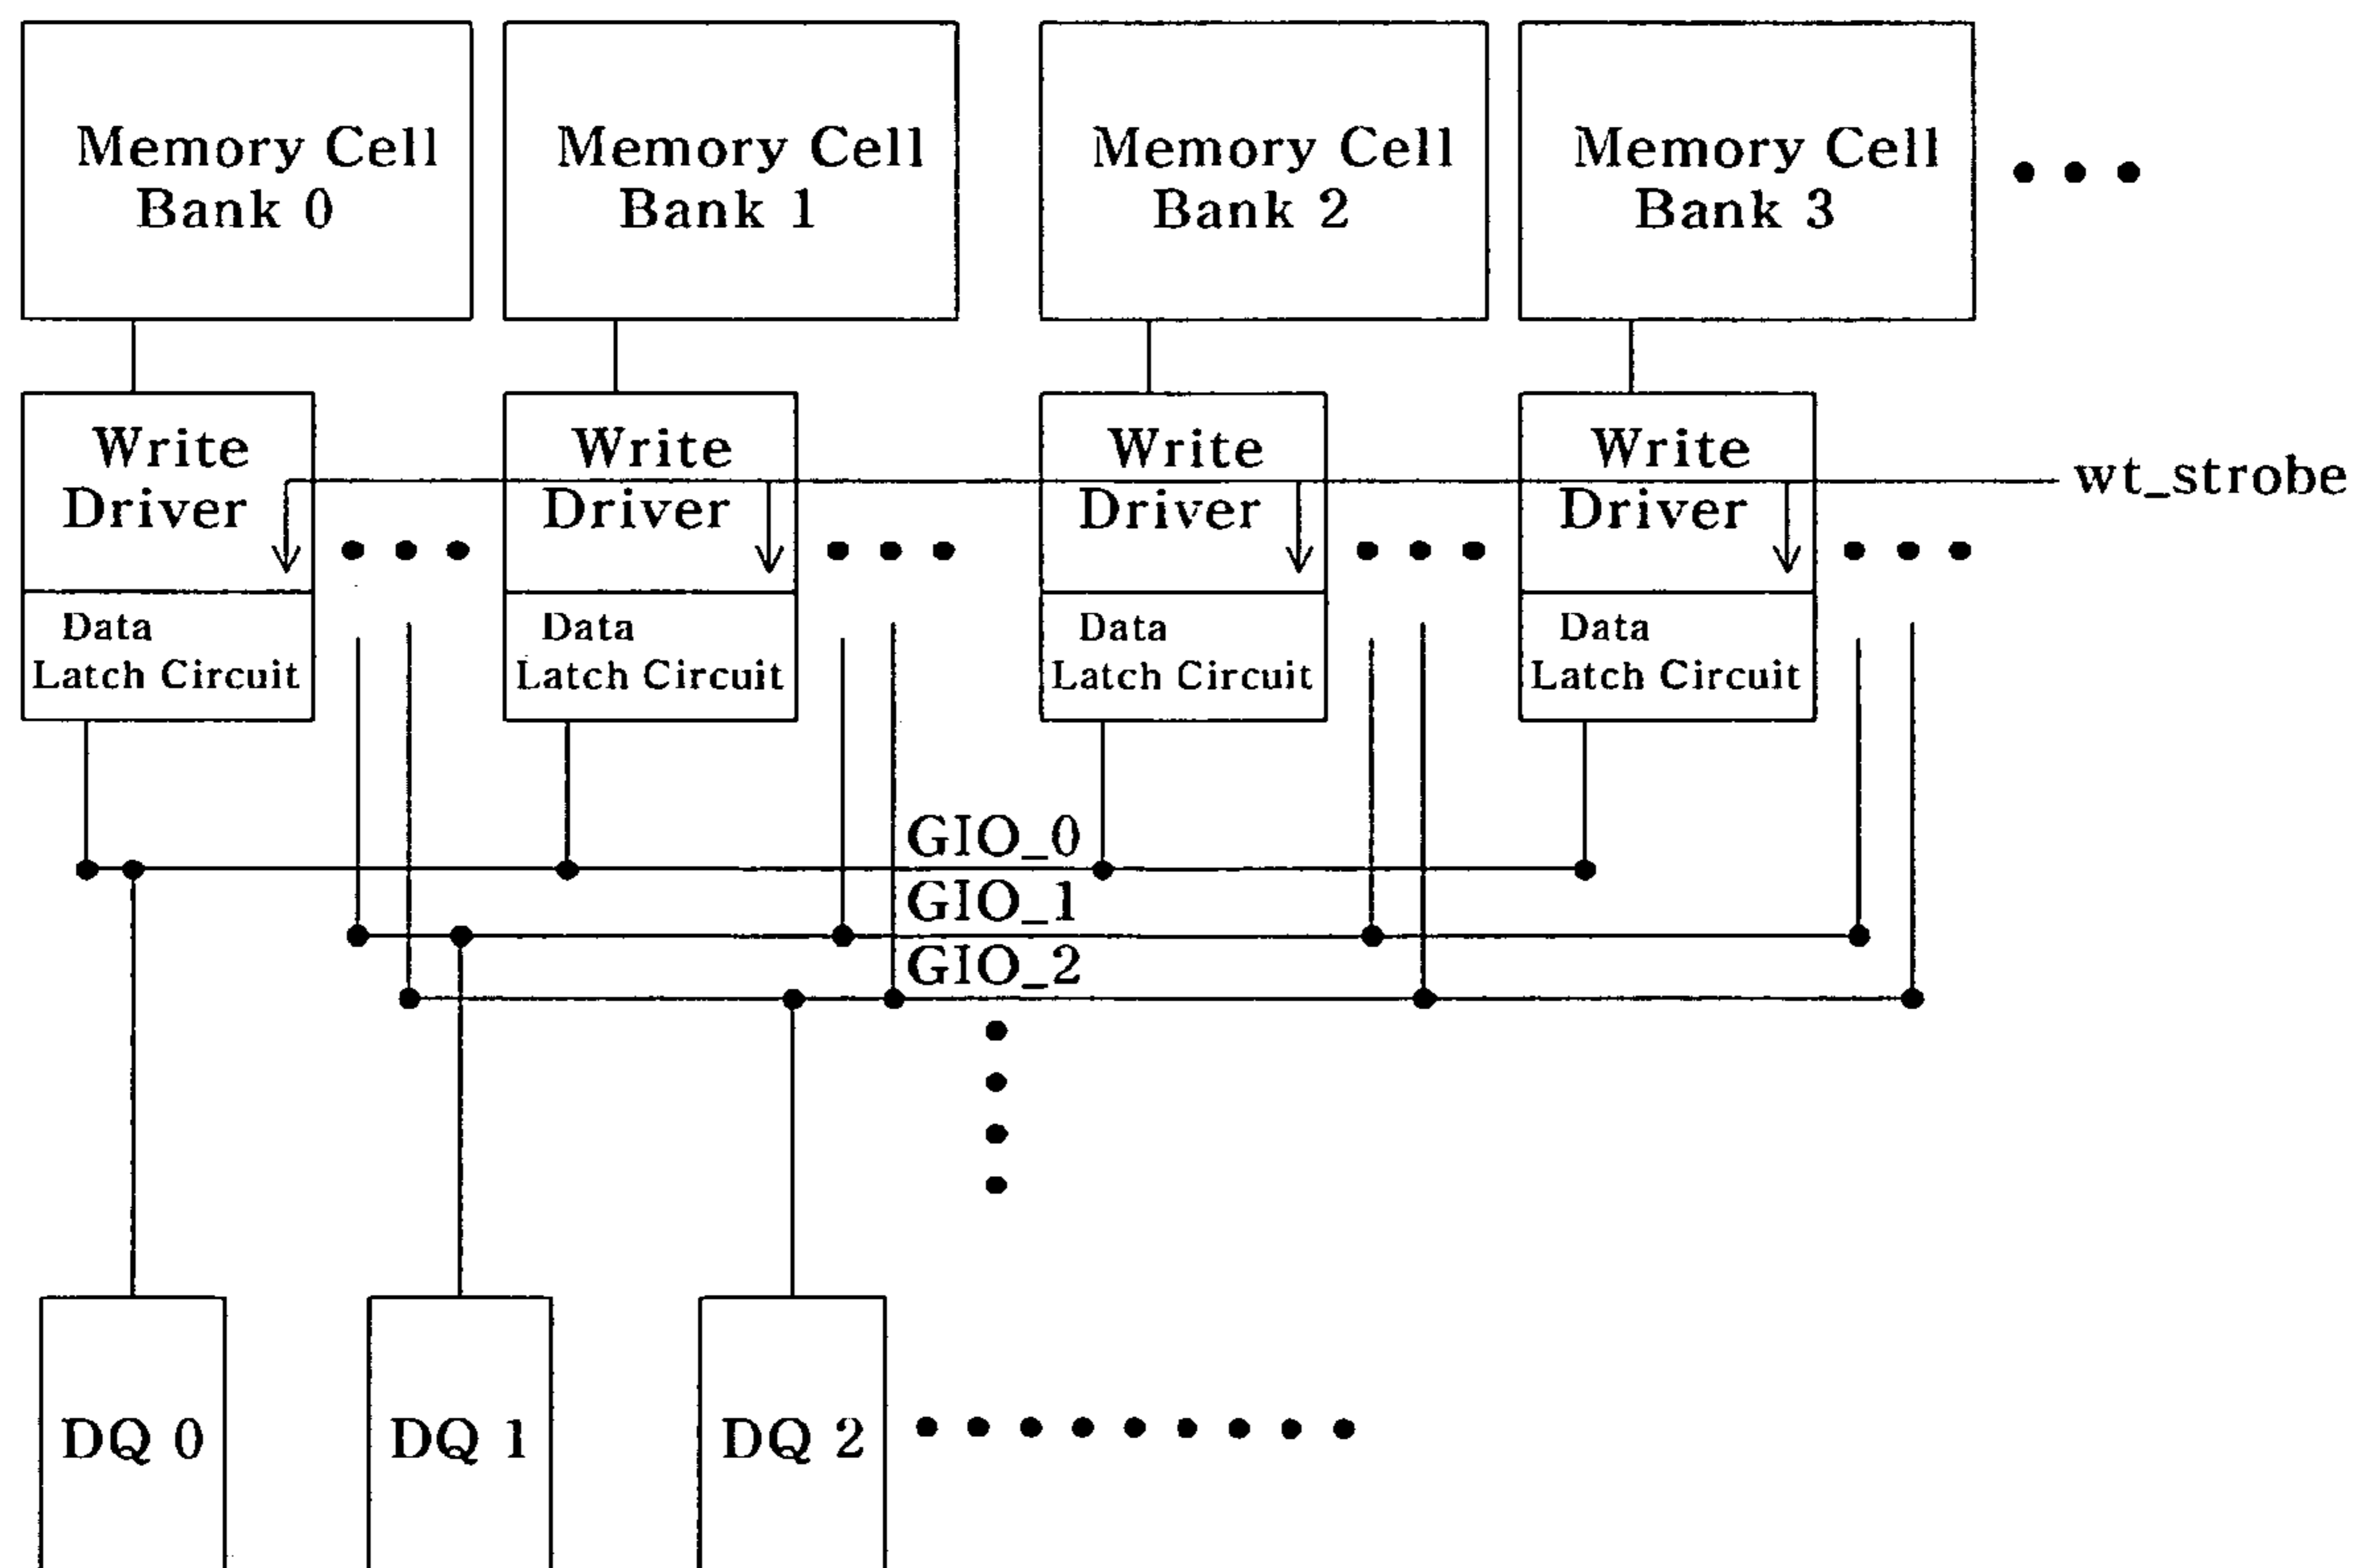 Memory Cell
Bank 0
Memory Cell
Bank 1
Memory Cell
Bank 2
Memory Cell
Bank 3
Write
Driver
Data
Latch Circuit
Write
Driver
Data
Latch Circuit
Write
Driver
Data
Latch Circuit
Write
Driver
Data
Latch Circuit
wt_strobe
GIO_0
GIO_1
GIO_2
DQ 0
DQ 1
DQ 2